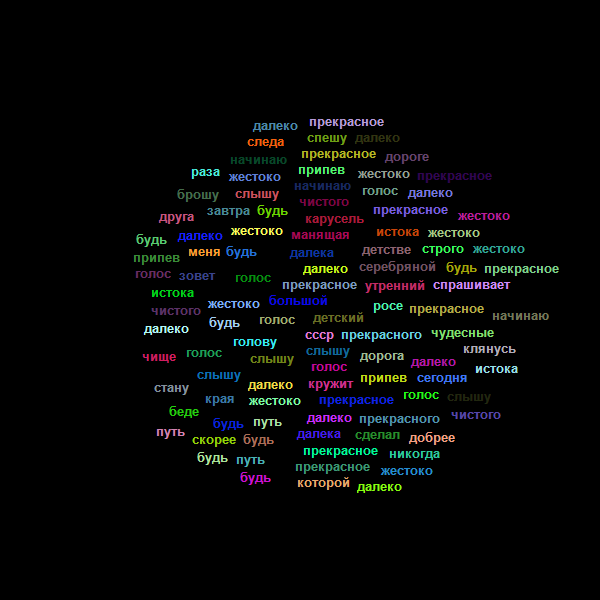 далеко прекрасное
следа спешу далеко
начинаю прекрасное дороге
раза жестоко припев жестоко прекрасное
брошу слышу начинаю голос далеко
друга завтра будь чистого карусель прекрасное жестоко
будь далеко жестоко манящая истока жестоко
припев меня будь далека детстве строго жестоко
голос зовет голос далеко серебряной будь прекрасное
истока прекрасное утренний спрашивает
чистого жестоко большой росе прекрасное начинаю
далеко будь голос детский
голову ссср прекрасного чудесные
чище голос слышу слышу дорога далеко клянусь
слышу голос припев сегодня истока
стану края далеко жестоко кружит прекрасное голос слышу
беде будь путь далеко прекрасного чистого
путь скорее будь далека сделал добрее
будь путь прекрасное никогда
будь прекрасное жестоко
которой далеко